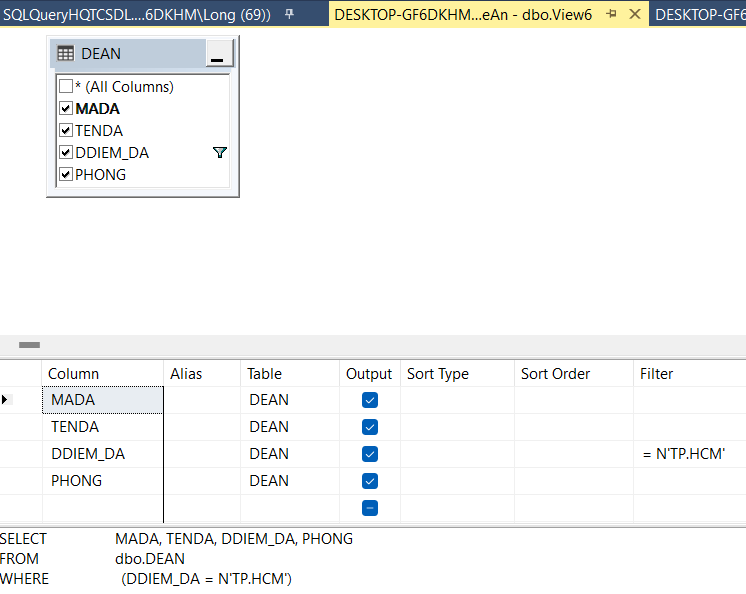 SQLQueryHQTCSDL....6DKHM\Long (69)) DESKTOP-GF6DKHM...eAn - dbo.View6 DESKTOP-GF6
DEAN
* (All Columns)
MADA
TENDA
DDIEM_DA
PHONG
Column Alias Table Output Sort Type Sort Order Filter
MADA DEAN
TENDA DEAN
DDIEM_DA DEAN = N'TP.HCM'
PHONG DEAN
SELECT MADA, TENDA, DDIEM_DA, PHONG
FROM dbo.DEAN
WHERE (DDIEM_DA = N'TP.HCM')